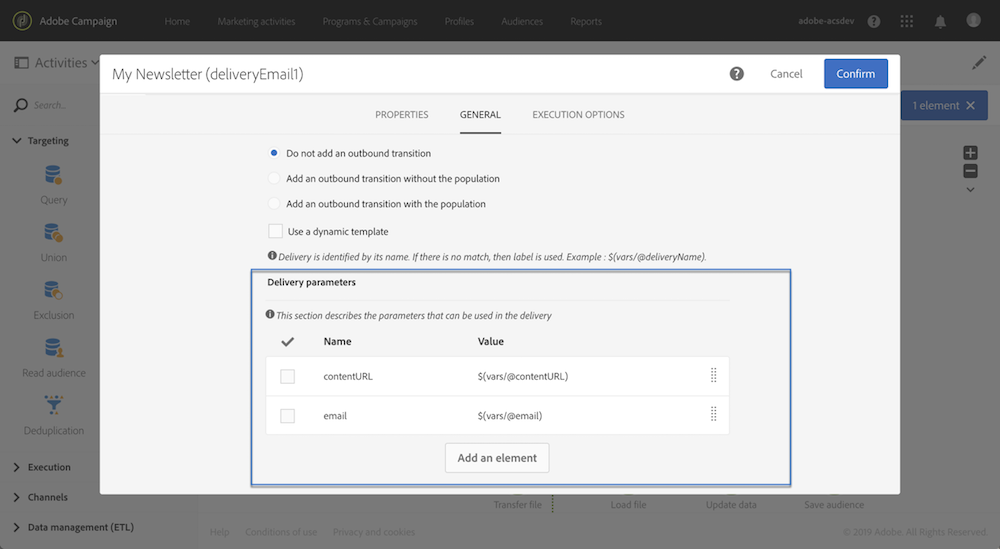 Adobe Campaign
Home
Marketing activities
Programs & Campaigns
Profiles
Audiences
Reports
adobe-acsdev
?
Activities
1 element
Search...
Targeting
Query
Union
Exclusion
Read audience
Deduplication
Execution
Channels
Data management (ETL)
My Newsletter (deliveryEmail1)
?
Cancel
Confirm
PROPERTIES
GENERAL
EXECUTION OPTIONS
Do not add an outbound transition
Add an outbound transition without the population
Add an outbound transition with the population
Use a dynamic template
Delivery is identified by its name. If there is no match, then label is used. Example : $(vars/@deliveryName).
Delivery parameters
This section describes the parameters that can be used in the delivery
Name Value
contentURL $(vars/@contentURL)
email $(vars/@email)
Add an element
Transfer file
Load file
Update data
Save audience
Help
Conditions of use
Privacy and cookies
© 2019 Adobe. All Rights Reserved.